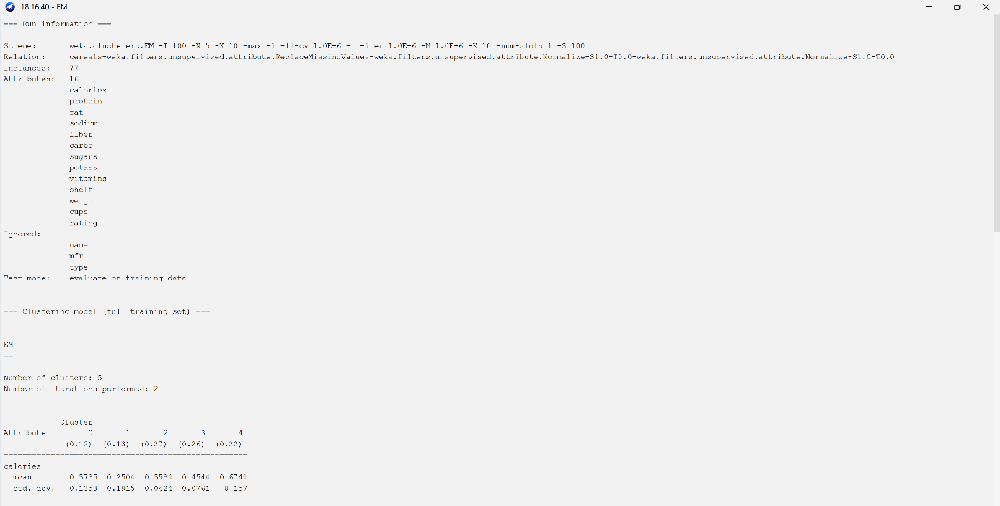 18:16:40 - EM
=== Run information ===
Scheme: weka.clusterers.EM -I 100 -N 5 -X 10 -max -1 -ll-cv 1.0E-6 -ll-iter 1.0E-6 -M 1.0E-6 -K 10 -num-slots 1 -S 100
Relation: cereals-weka.filters.unsupervised.attribute.ReplaceMissingValues-weka.filters.unsupervised.attribute.Normalize-S1.0-T0.0-weka.filters.unsupervised.attribute.Normalize-S1.0-T0.0
Instances: 77
Attributes: 16
calories
protein
fat
sodium
fiber
carbo
sugars
potass
vitamins
shelf
weight
cups
rating
Ignored:
name
mfr
type
Test mode: evaluate on training data
=== Clustering model (full training set) ===
EM
==
Number of clusters: 5
Number of iterations performed: 2
Cluster
Attribute 0 1 2 3 4
(0.12) (0.13) (0.27) (0.26) (0.22)
====================================================
calories
mean 0.5735 0.2504 0.5584 0.4544 0.6741
std. dev. 0.1353 0.1915 0.0424 0.0761 0.157